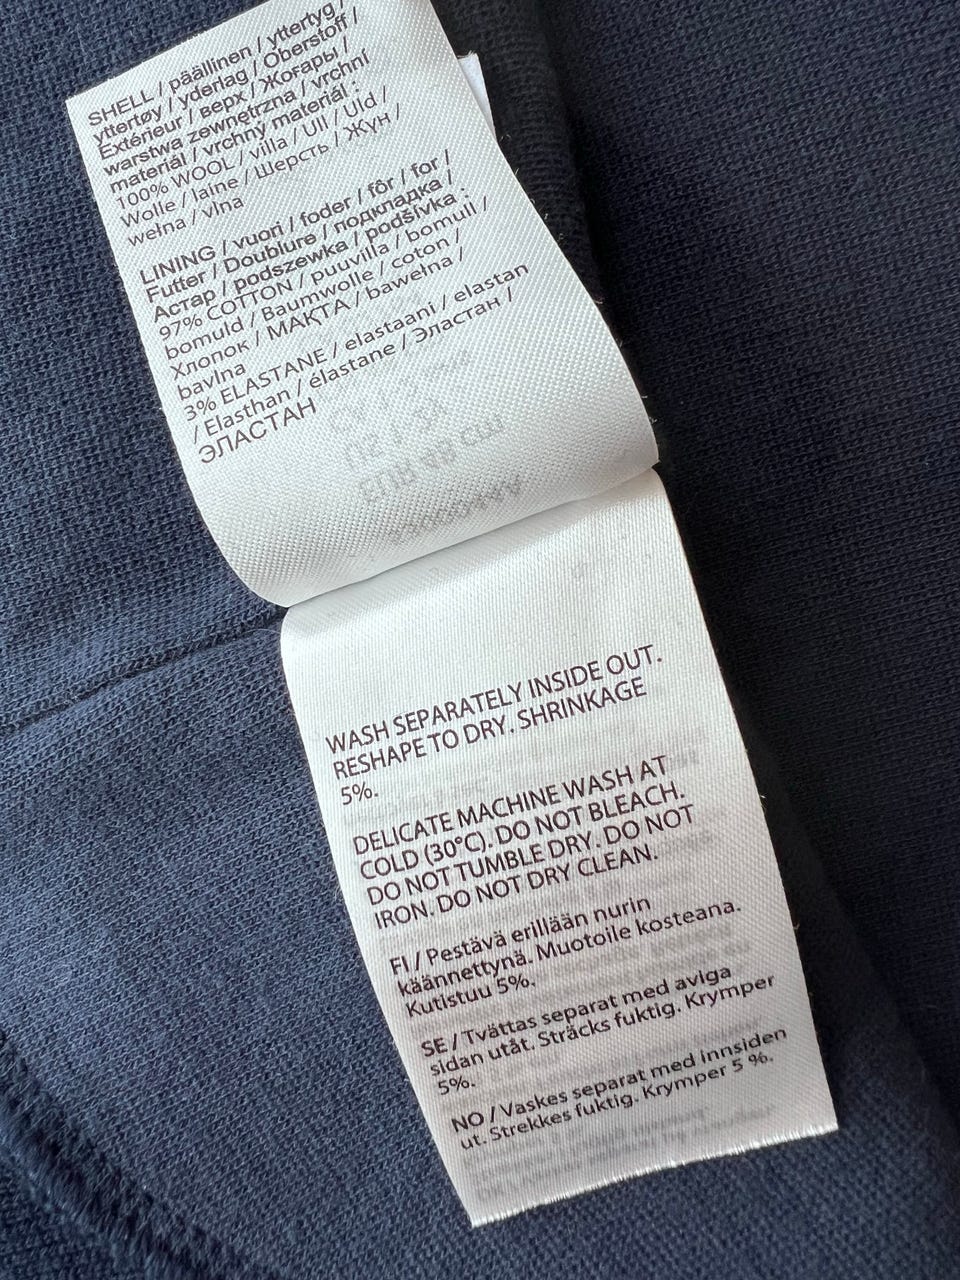 SHELL / päällinen / yttertyg /
yttertøy / yderlag / Oberstoff /
Extérieur / верх / Жоғары /
warstwa zewnętrzna / vrchní
materiál / vrchny materiál :
100% WOOL / villa / Ull / Uld /
Wolle / laine / Шерсть / ЖҮН /
wełna / vlna
LINING / vuori / foder / fôr / for /
Futter / Doublure / подкладка /
Астар / podszewka / podšívka :
97% COTTON / puuvilla / bomull /
bomuld / Baumwolle / coton /
Хлопок / МАҚТА / bawełna /
bavlna
3% ELASTANE / elastaani / elastan
/ Elasthan / élastane / Эластан /
ЭЛАСТАН
WASH SEPARATELY INSIDE OUT.
RESHAPE TO DRY. SHRINKAGE
5%.
DELICATE MACHINE WASH AT
COLD (30°C). DO NOT BLEACH.
DO NOT TUMBLE DRY. DO NOT
IRON. DO NOT DRY CLEAN.
FI / Pestävä erillään nurin
käännettynä. Muotoile kosteana.
Kutistuu 5%.
SE / Tvättas separat med aviga
sidan utåt. Sträcks fuktig. Krymper
5%.
NO / Vaskes separat med innsiden
ut. Strekkes fuktig. Krymper 5 %.